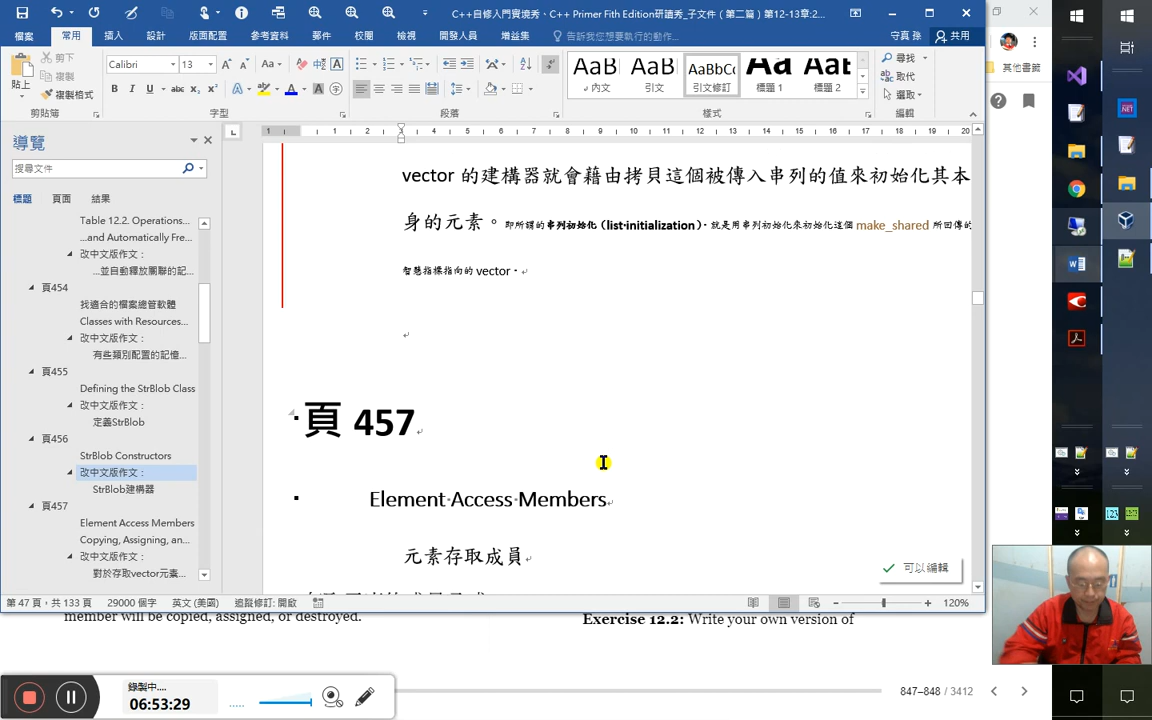 C++自修入門實境秀、C++ Primer Fith Edition研讀秀_子文件（第二篇）第12-13章:2...
檔案 常用 插入 設計 版面配置 參考資料 郵件 校閱 檢視 開發人員 增益集 告訴我您想要執行的動作... 守真 孫 共用
貼上 剪下 複製 複製格式 剪貼簿
Calibri 13 字型
段落
AaB AaB AaBbCc AaB Aat
內文 引文 引文修訂 標題 1 標題 2
樣式
尋找 取代 選取 編輯
其他書籤
導覽
搜尋文件
標題 頁面 結果
Table 12.2. Operations...
...and Automatically Fre...
改中文版作文：
...並自動釋放關聯的記...
頁454
找適合的檔案總管軟體
Classes with Resources...
改中文版作文：
有些類別配置的記憶...
頁455
Defining the StrBlob Class
改中文版作文：
定義StrBlob
頁456
StrBlob Constructors
改中文版作文：
StrBlob建構器
頁457
Element Access Members
Copying, Assigning, an...
改中文版作文：
對於存取vector元素...
vector 的建構器就會藉由拷貝這個被傳入串列的值來初始化其本
身的元素。即所謂的串列初始化（list-initialization）。就是用串列初始化來初始化這個 make_shared 所回傳的
智慧指標指向的 vector。
頁 457
Element Access Members
元素存取成員
可以編輯
第 47 頁，共 133 頁 29000 個字 英文 (美國) 追蹤修訂: 開啟 120%
member will be copied, assigned, or destroyed.
Exercise 12.2: Write your own version of
錄製中....
06:53:29
847–848 / 3412